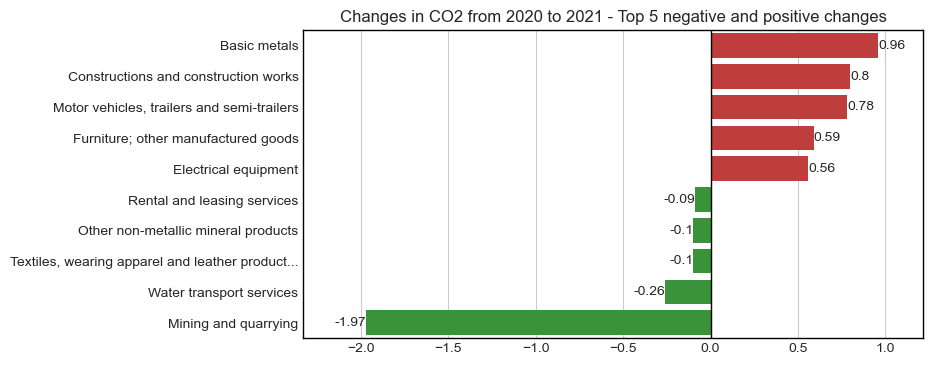 Changes in CO2 from 2020 to 2021 - Top 5 negative and positive changes
Basic metals 0.96
Constructions and construction works 0.8
Motor vehicles, trailers and semi-trailers 0.78
Furniture; other manufactured goods 0.59
Electrical equipment 0.56
Rental and leasing services -0.09
Other non-metallic mineral products -0.1
Textiles, wearing apparel and leather product... -0.1
Water transport services -0.26
Mining and quarrying -1.97
−2.0 −1.5 −1.0 −0.5 0.0 0.5 1.0